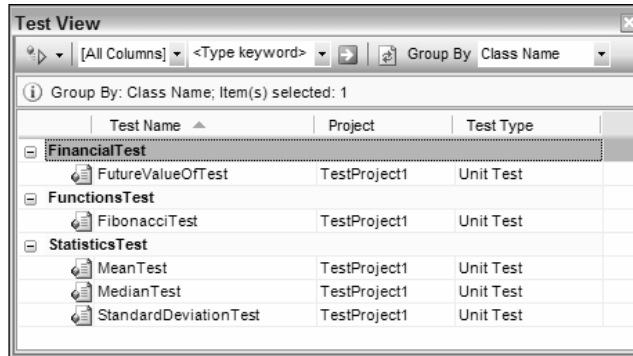 Test View
[All Columns] <Type keyword> Group By Class Name
Group By: Class Name; Item(s) selected: 1
Test Name Project Test Type
FinancialTest
FutureValueOfTest TestProject1 Unit Test
FunctionsTest
FibonacciTest TestProject1 Unit Test
StatisticsTest
MeanTest TestProject1 Unit Test
MedianTest TestProject1 Unit Test
StandardDeviationTest TestProject1 Unit Test